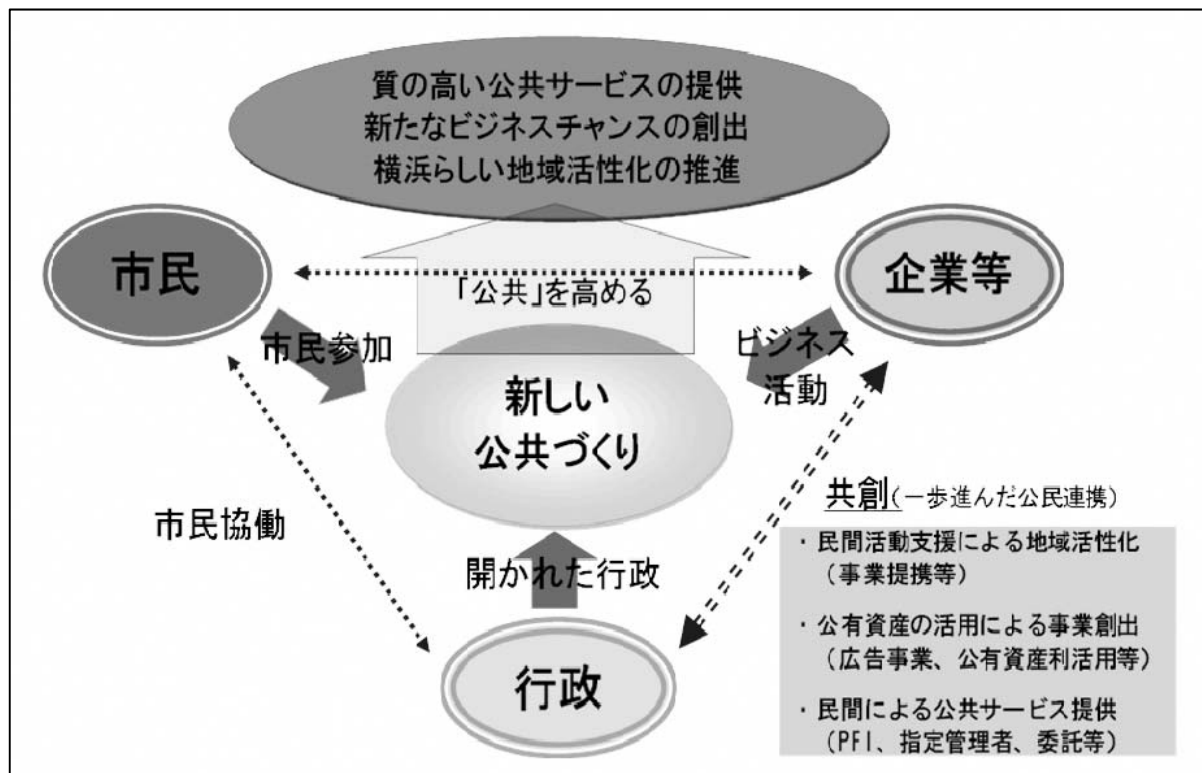 質の高い公共サービスの提供
新たなビジネスチャンスの創出
横浜らしい地域活性化の推進
市民
企業等
「公共」を高める
市民参加
ビジネス
活動
新しい
公共づくり
共創(一歩進んだ公民連携)
市民協働
・民間活動支援による地域活性化
(事業提携等)
開かれた行政
・公有資産の活用による事業創出
(広告事業、公有資産利活用等)
行政
・民間による公共サービス提供
(PFI、指定管理者、委託等)